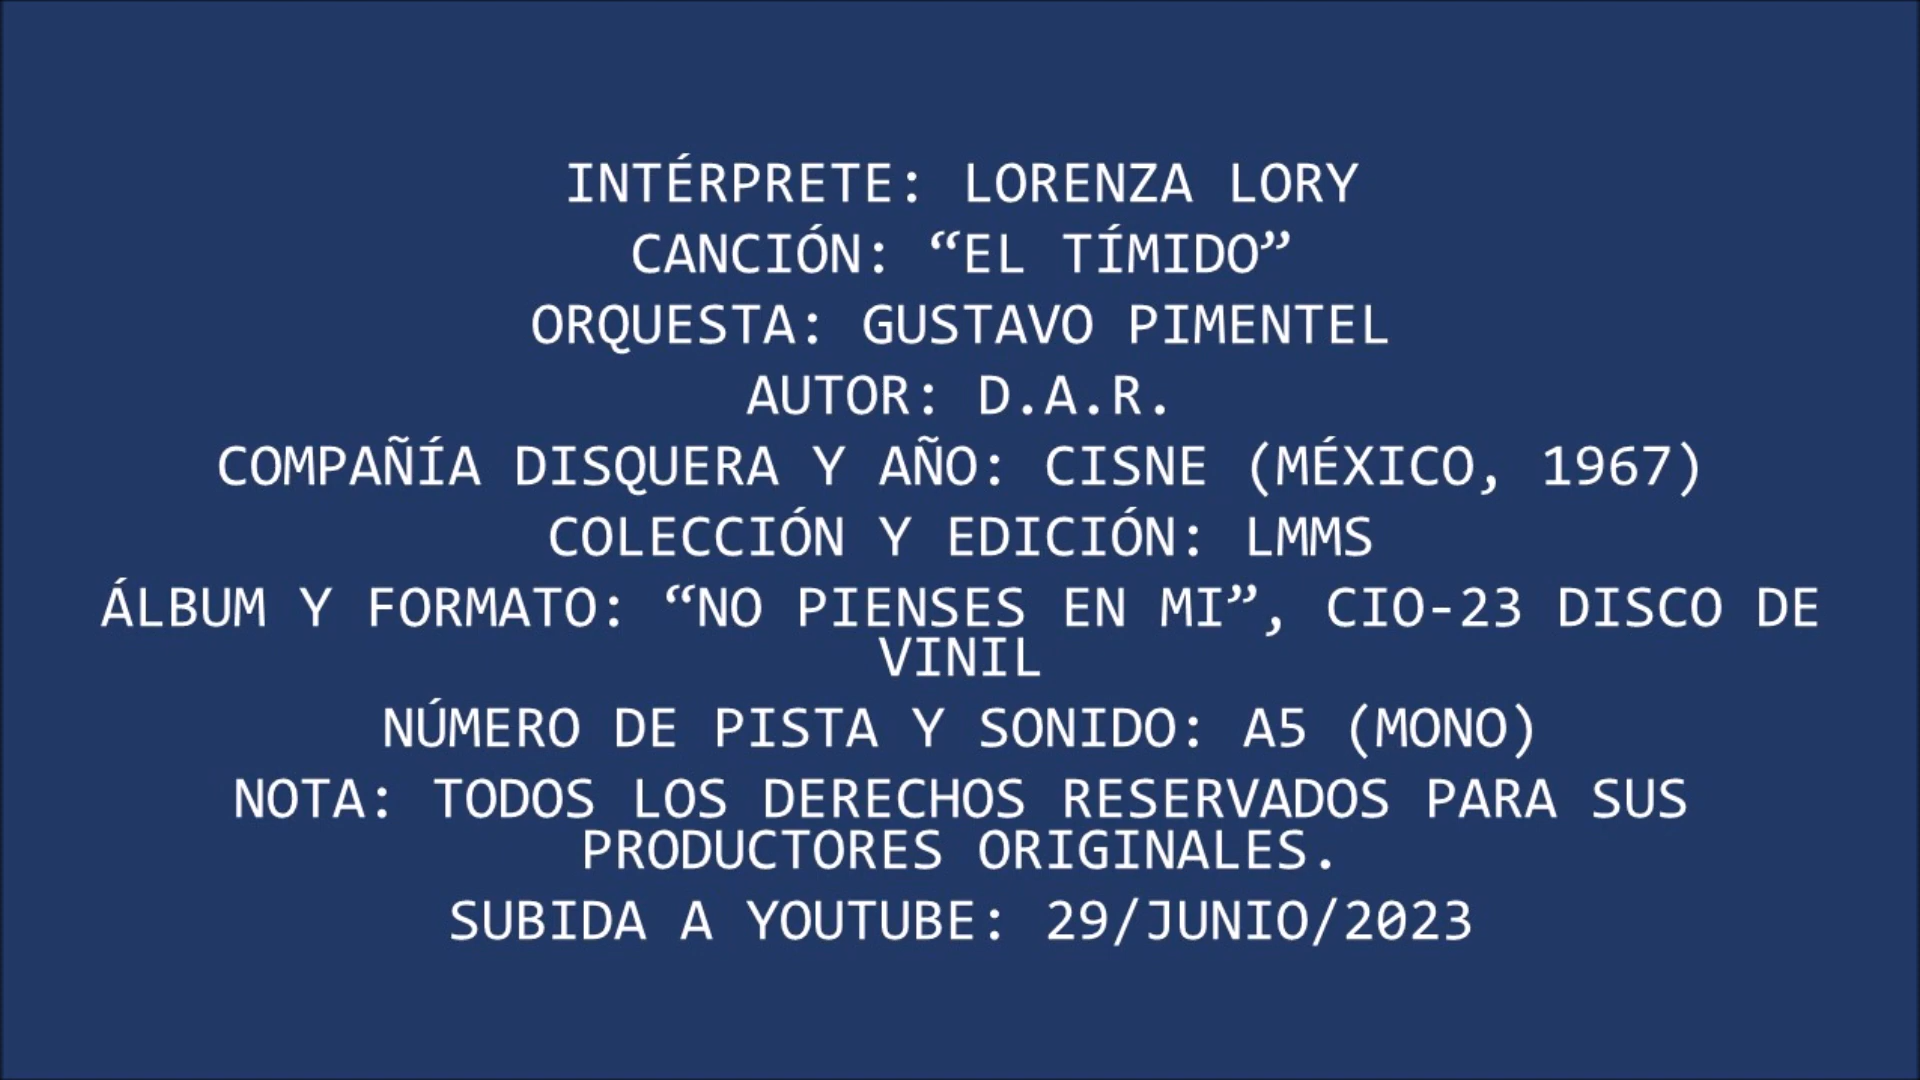 INTÉRPRETE: LORENZA LORY
CANCIÓN: “EL TÍMIDO”
ORQUESTA: GUSTAVO PIMENTEL
AUTOR: D.A.R.
COMPAÑÍA DISQUERA Y AÑO: CISNE (MÉXICO, 1967)
COLECCIÓN Y EDICIÓN: LMMS
ÁLBUM Y FORMATO: “NO PIENSES EN MI”, CIO-23 DISCO DE
VINIL
NÚMERO DE PISTA Y SONIDO: A5 (MONO)
NOTA: TODOS LOS DERECHOS RESERVADOS PARA SUS
PRODUCTORES ORIGINALES.
SUBIDA A YOUTUBE: 29/JUNIO/2023